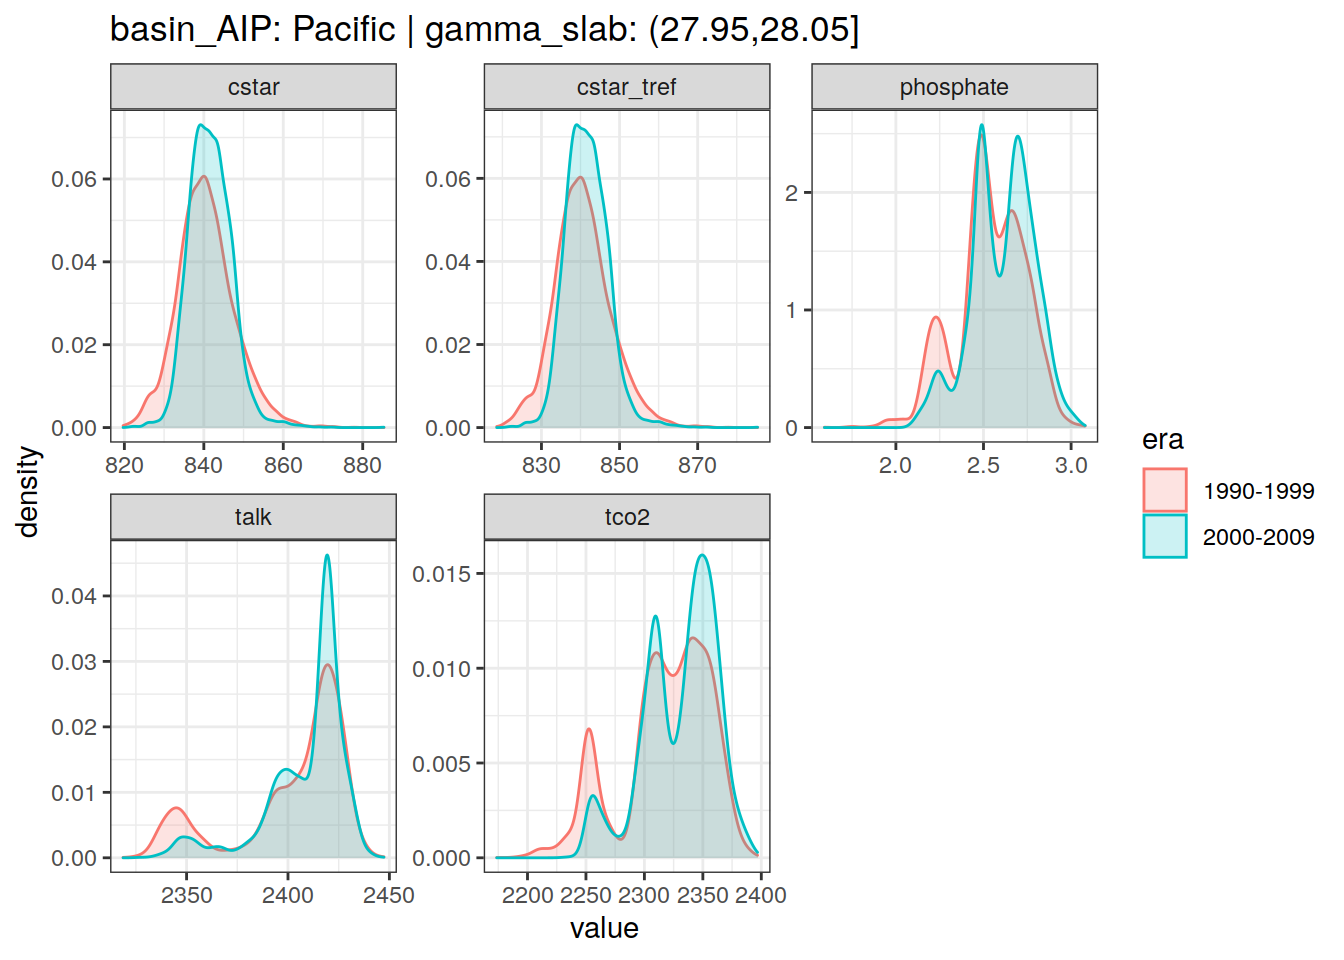 basin_AIP: Pacific | gamma_slab: (27.95,28.05]
cstar
cstar_tref
phosphate
0.06
0.04
0.02
0.00
820 840 860 880
0.06
0.04
0.02
0.00
830 850 870
2
1
0
2.0 2.5 3.0
talk
tco2
0.04
0.03
0.02
0.01
0.00
2350 2400 2450
0.015
0.010
0.005
0.000
2200 2250 2300 2350 2400
density
value
era
1990-1999
2000-2009